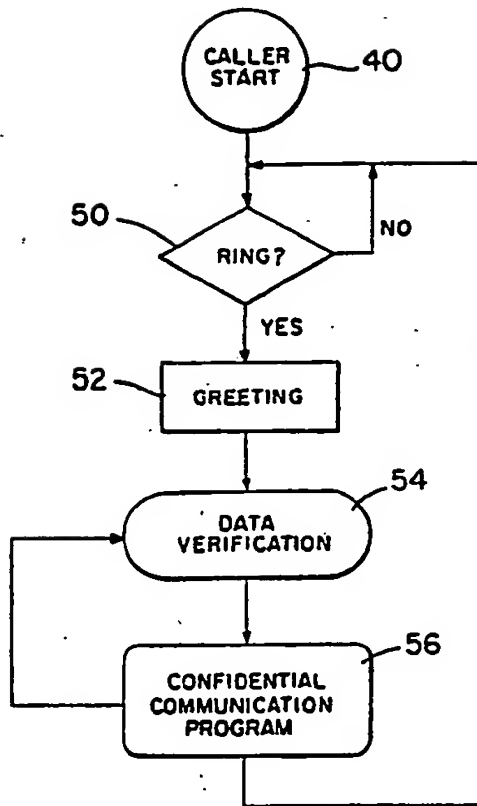 CALLER
START
40
50
RING?
NO
YES
52
GREETING
54
DATA
VERIFICATION
56
CONFIDENTIAL
COMMUNICATION
PROGRAM